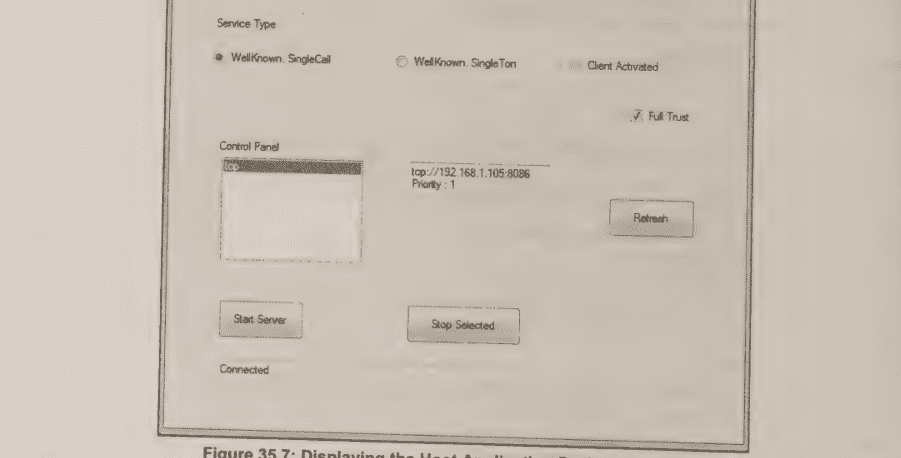 Service Type
WellKnown. SingleCall
WellKnown. SingleTon
Client Activated
Full Trust
Control Panel
tcp
tcp://192.168.1.105:8086
Priority : 1
Refresh
Start Server
Stop Selected
Connected
Figure 35.7: Displaying the Host Application